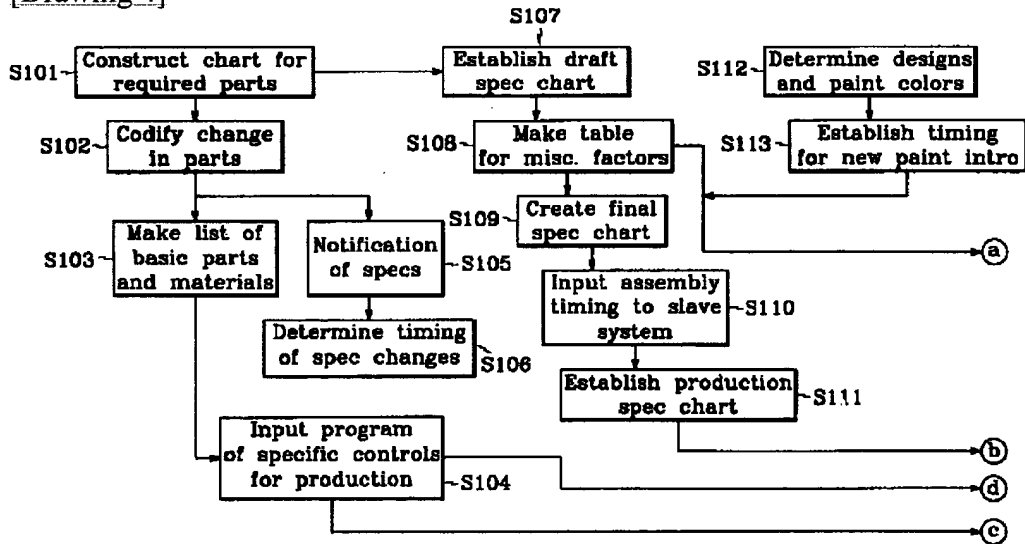 S107
S101
Construct chart for
required parts
Establish draft
spec chart
S112
Determine designs
and paint colors
S102
Codify change
in parts
S108
Make table
for misc. factors
S113
Establish timing
for new paint intro
S103
Make list of
basic parts
and materials
Notification
of specs
S105
S109
Create final
spec chart
a
Input assembly
timing to slave
system
S110
Determine timing
of spec changes
S106
Establish production
spec chart
S111
Input program
of specific controls
for production
S104
b
d
c